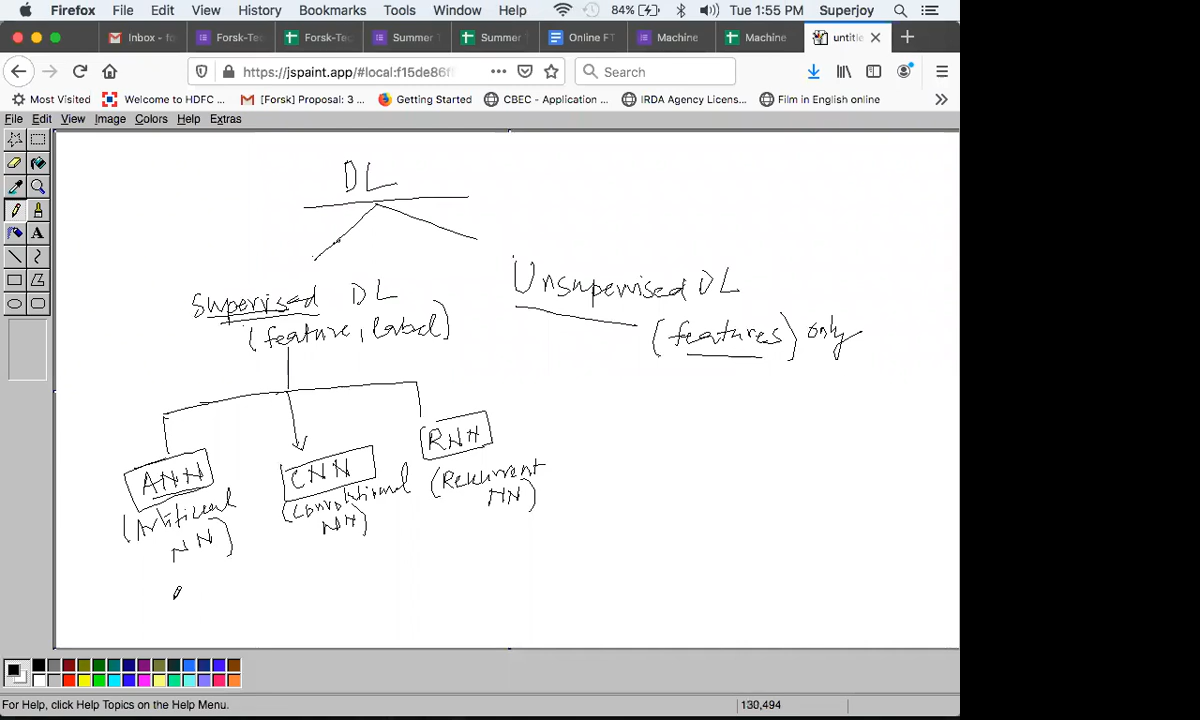 Firefox File Edit View History Bookmarks Tools Window Help 84% Tue 1:55 PM Superjoy
Inbox - fo Forsk-Tec Forsk-Tec Summer T Summer Online FT Machine Machine untitle
https://jspaint.app/#local:f15de86f Search
Most Visited Welcome to HDFC ... [Forsk] Proposal: 3 ... Getting Started CBEC - Application ... IRDA Agency Licens... Film in English online
File Edit View Image Colors Help Extras
DL
Supervised DL
(feature, label)
Unsupervised DL
(features) only
ANN
(Artificial
NN)
CNN
(Convolutional
NN)
RNN
(Recurrent
NN)
For Help, click Help Topics on the Help Menu. 130,494